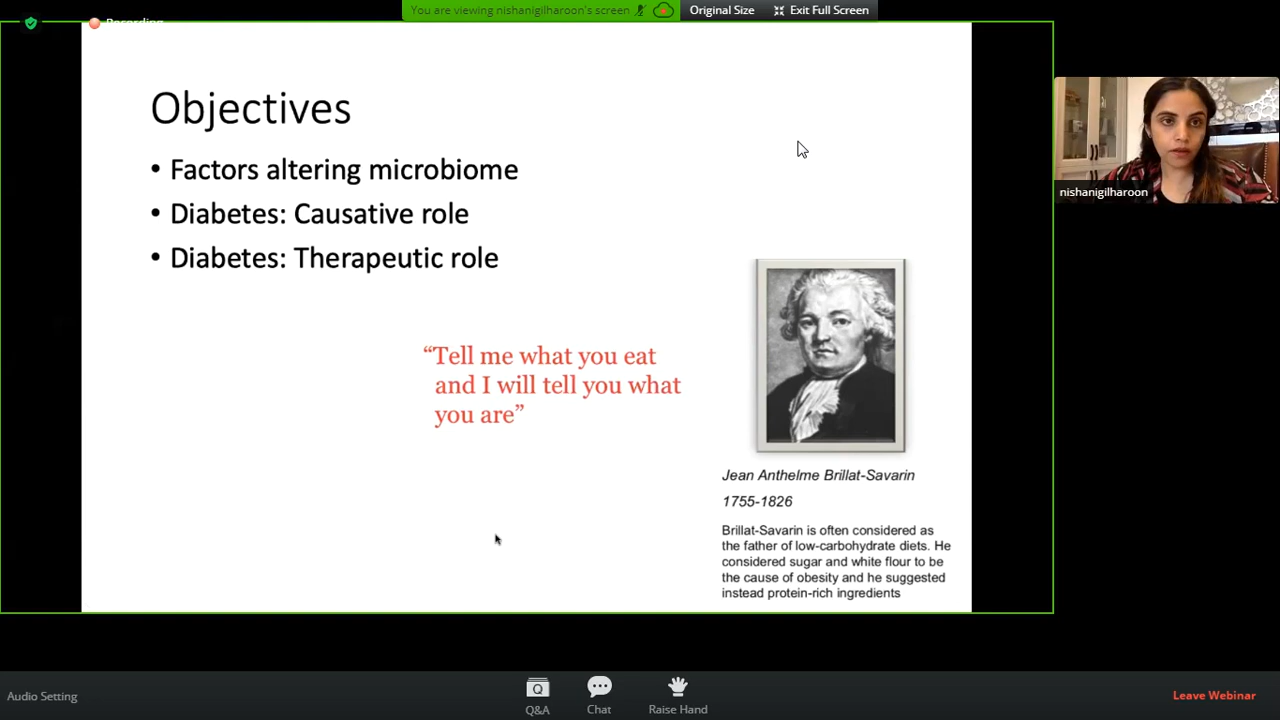 You are viewing nishanigilharoon's screen
Original Size
Exit Full Screen
Recording
Objectives
• Factors altering microbiome
• Diabetes: Causative role
• Diabetes: Therapeutic role
nishanigilharoon
“Tell me what you eat
and I will tell you what
you are”
Jean Anthelme Brillat-Savarin
1755-1826
Brillat-Savarin is often considered as
the father of low-carbohydrate diets. He
considered sugar and white flour to be
the cause of obesity and he suggested
instead protein-rich ingredients
Audio Setting
Q
Q&A
Chat
Raise Hand
Leave Webinar